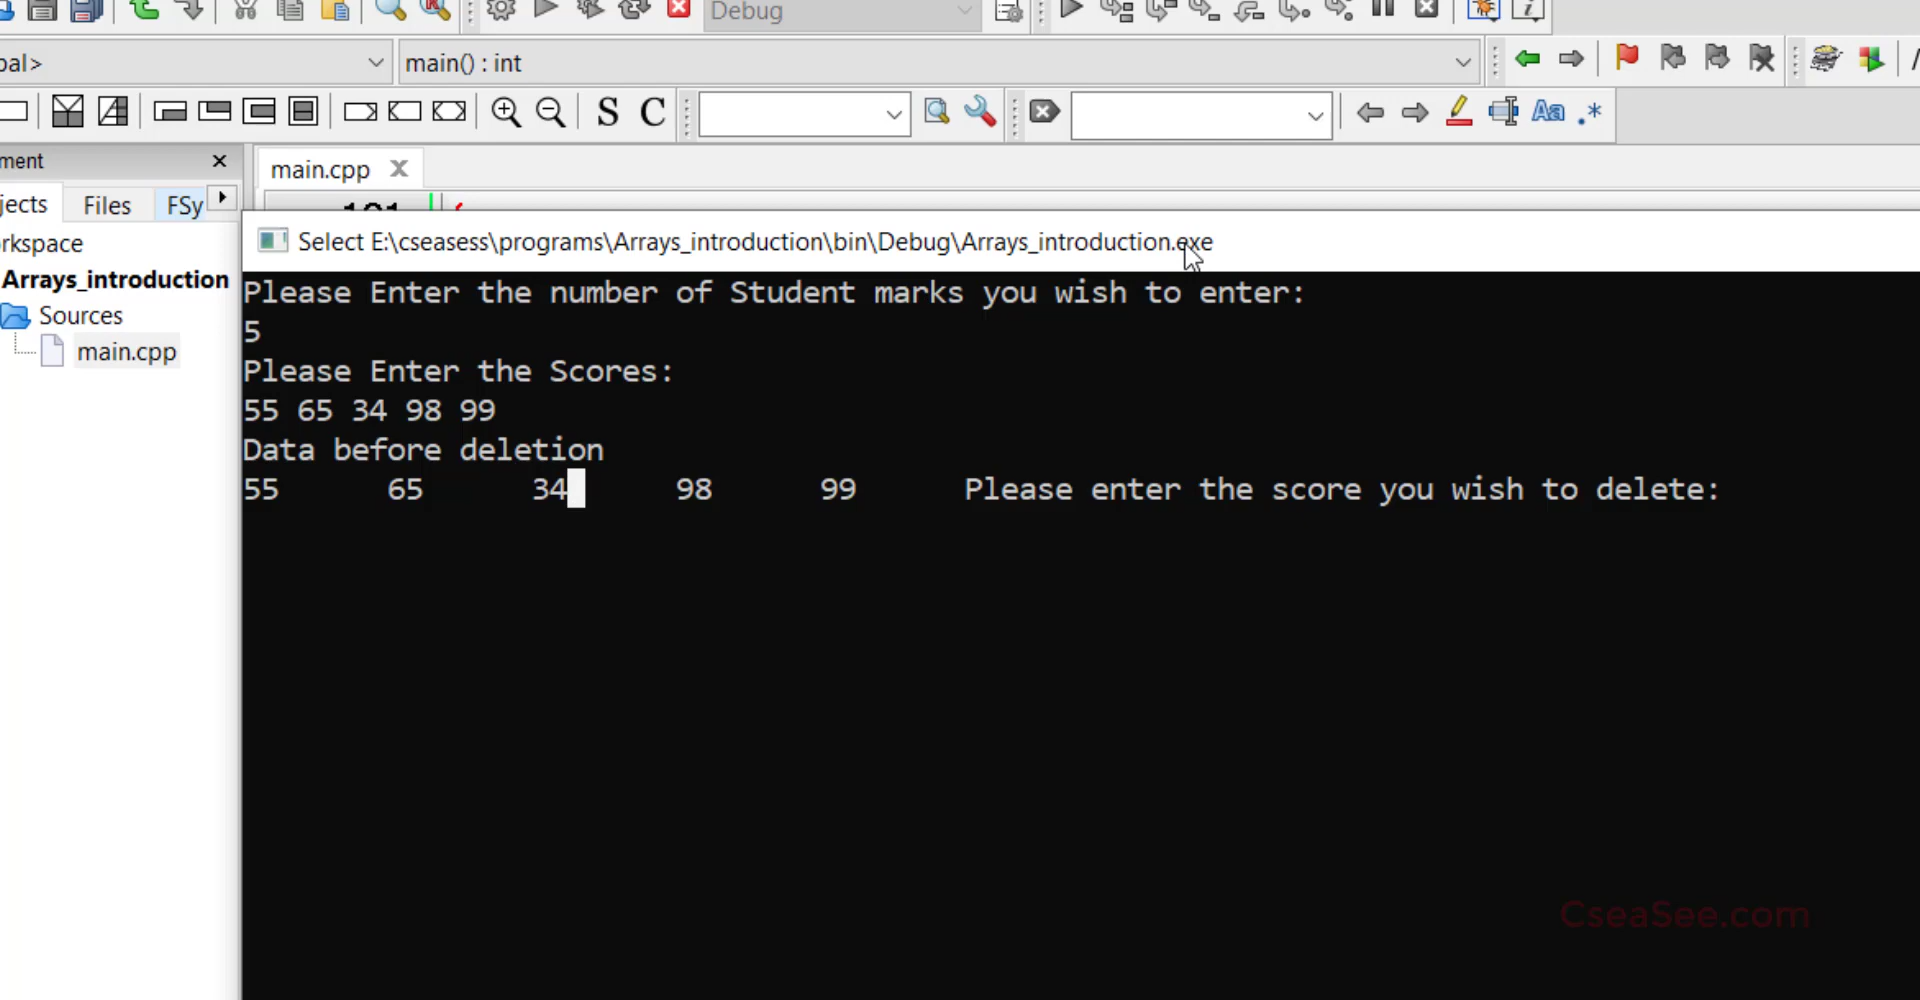 Debug
bal>
main() : int
S C
Aa .*
ment
main.cpp
jects Files FSy
rkspace
Select E:\cseasess\programs\Arrays_introduction\bin\Debug\Arrays_introduction.exe
Arrays_introduction
Sources
main.cpp
Please Enter the number of Student marks you wish to enter:
5
Please Enter the Scores:
55 65 34 98 99
Data before deletion
55 65 34 98 99 Please enter the score you wish to delete:
CseaSee.com